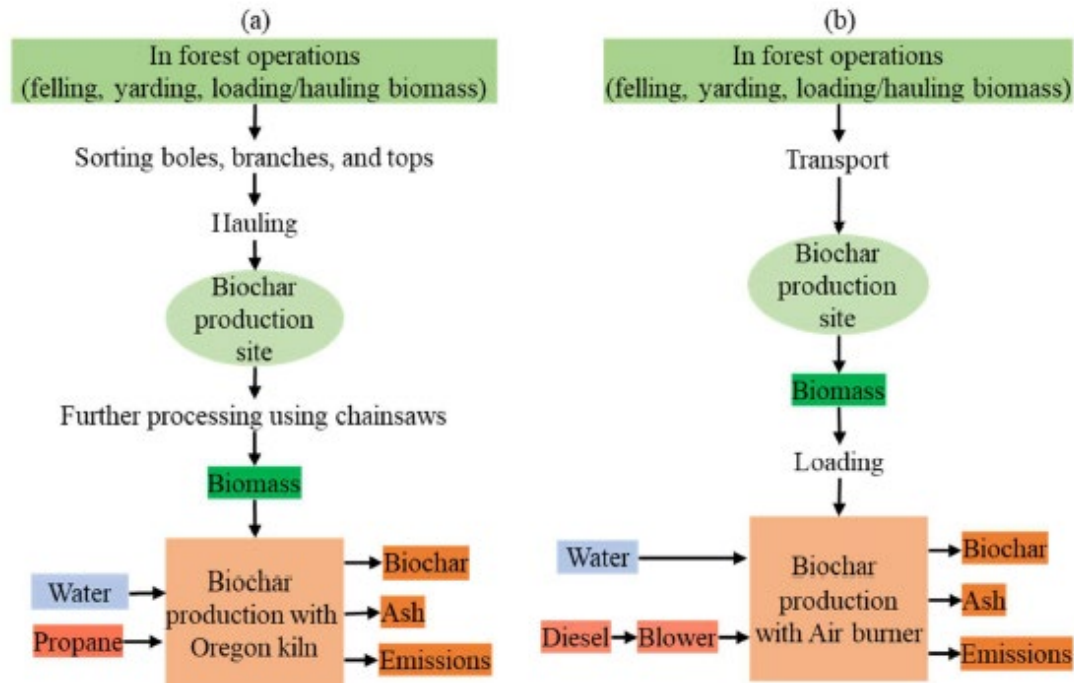 (a)
In forest operations
(felling, yarding, loading/hauling biomass)
Sorting boles, branches, and tops
Hauling
Biochar
production
site
Further processing using chainsaws
Biomass
Water
Propane
Biochar
production with
Oregon kiln
Biochar
Ash
Emissions
(b)
In forest operations
(felling, yarding, loading/hauling biomass)
Transport
Biochar
production
site
Biomass
Loading
Water
Diesel
Blower
Biochar
production
with Air burner
Biochar
Ash
Emissions